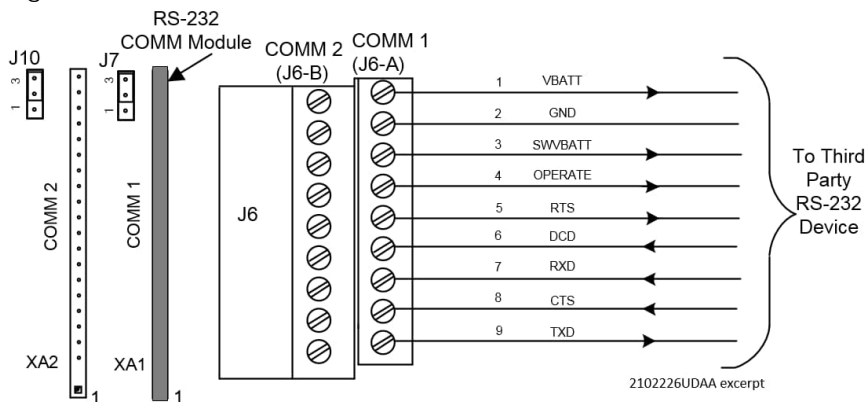 RS-232
COMM Module
J10
3
1
J7
3
1
COMM 2
(J6-B)
COMM 1
(J6-A)
COMM 2
COMM 1
XA2
1
XA1
1
J6
1 VBATT
2 GND
3 SWVBATT
4 OPERATE
5 RTS
6 DCD
7 RXD
8 CTS
9 TXD
To Third
Party
RS-232
Device
2102226UDAA excerpt